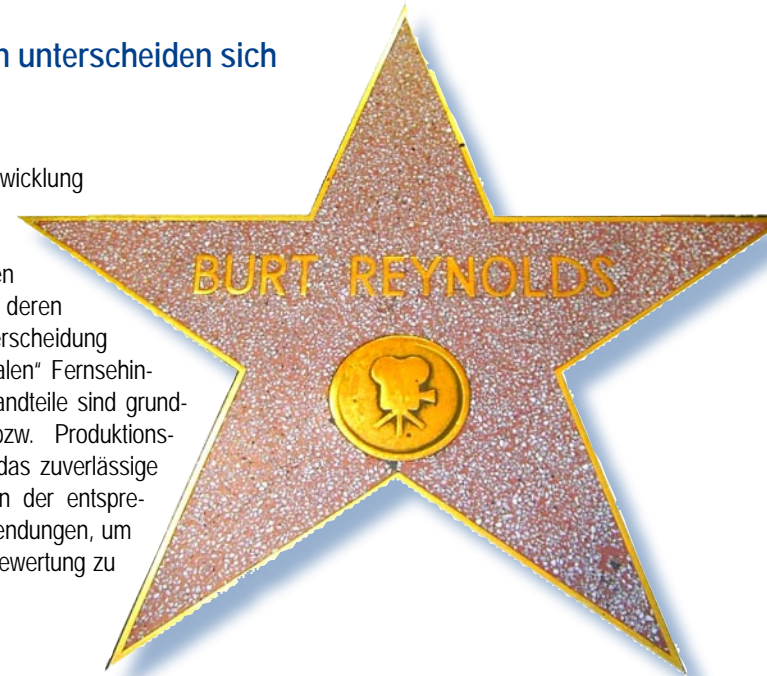 n unterscheiden sich
wicklung
en
deren
erscheidung
alen“ Fernsehin-
andteile sind grund-
bzw. Produktions-
das zuverlässige
n der entspre-
endungen, um
ewertung zu
BURT REYNOLDS